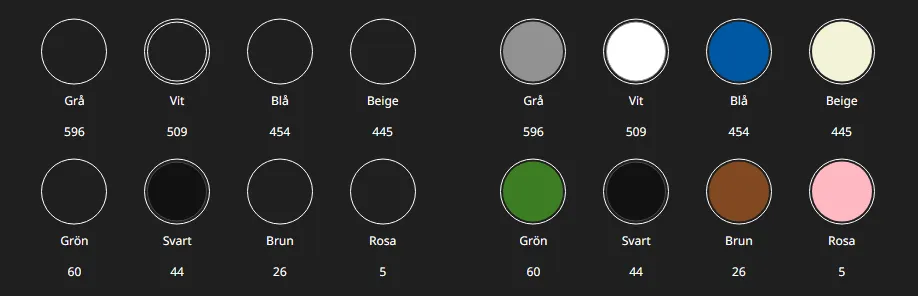 Grå Vit Blå Beige Grå Vit Blå Beige
596 509 454 445 596 509 454 445
Grön Svart Brun Rosa Grön Svart Brun Rosa
60 44 26 5 60 44 26 5